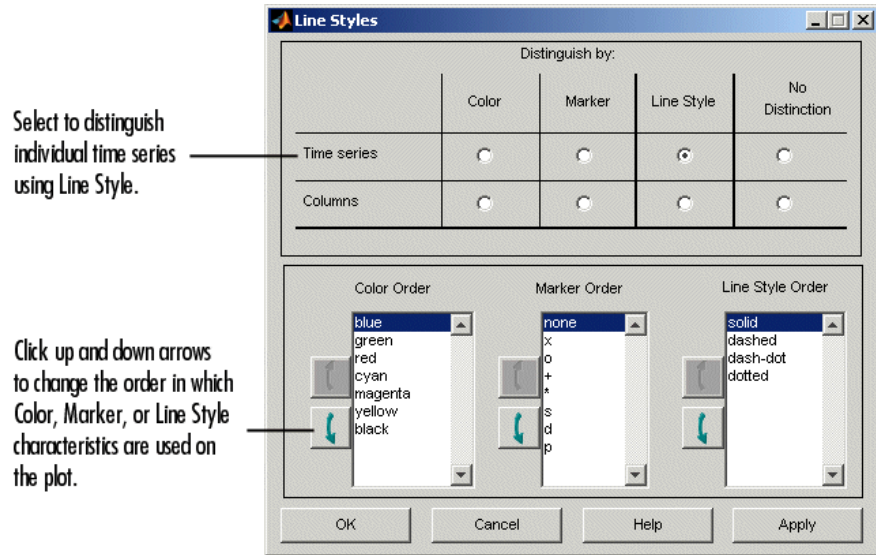 Line Styles
Distinguish by:
Color Marker Line Style No Distinction
Time series
Columns
Select to distinguish
individual time series
using Line Style.
Color Order
blue
green
red
cyan
magenta
yellow
black
Marker Order
none
x
o
+
*
s
d
p
Line Style Order
solid
dashed
dash-dot
dotted
Click up and down arrows
to change the order in which
Color, Marker, or Line Style
characteristics are used on
the plot.
OK Cancel Help Apply